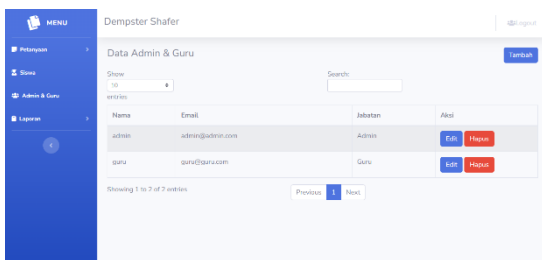 MENU
Dempster Shafer
Logout
Petanyaan
Data Admin & Guru
Tambah
Siswa
Show
Search:
10
Admin & Guru
entries
Laporan
Nama Email Jabatan Aksi
admin admin@admin.com Admin Edit Hapus
guru guru@guru.com Guru Edit Hapus
Showing 1 to 2 of 2 entries
Previous 1 Next